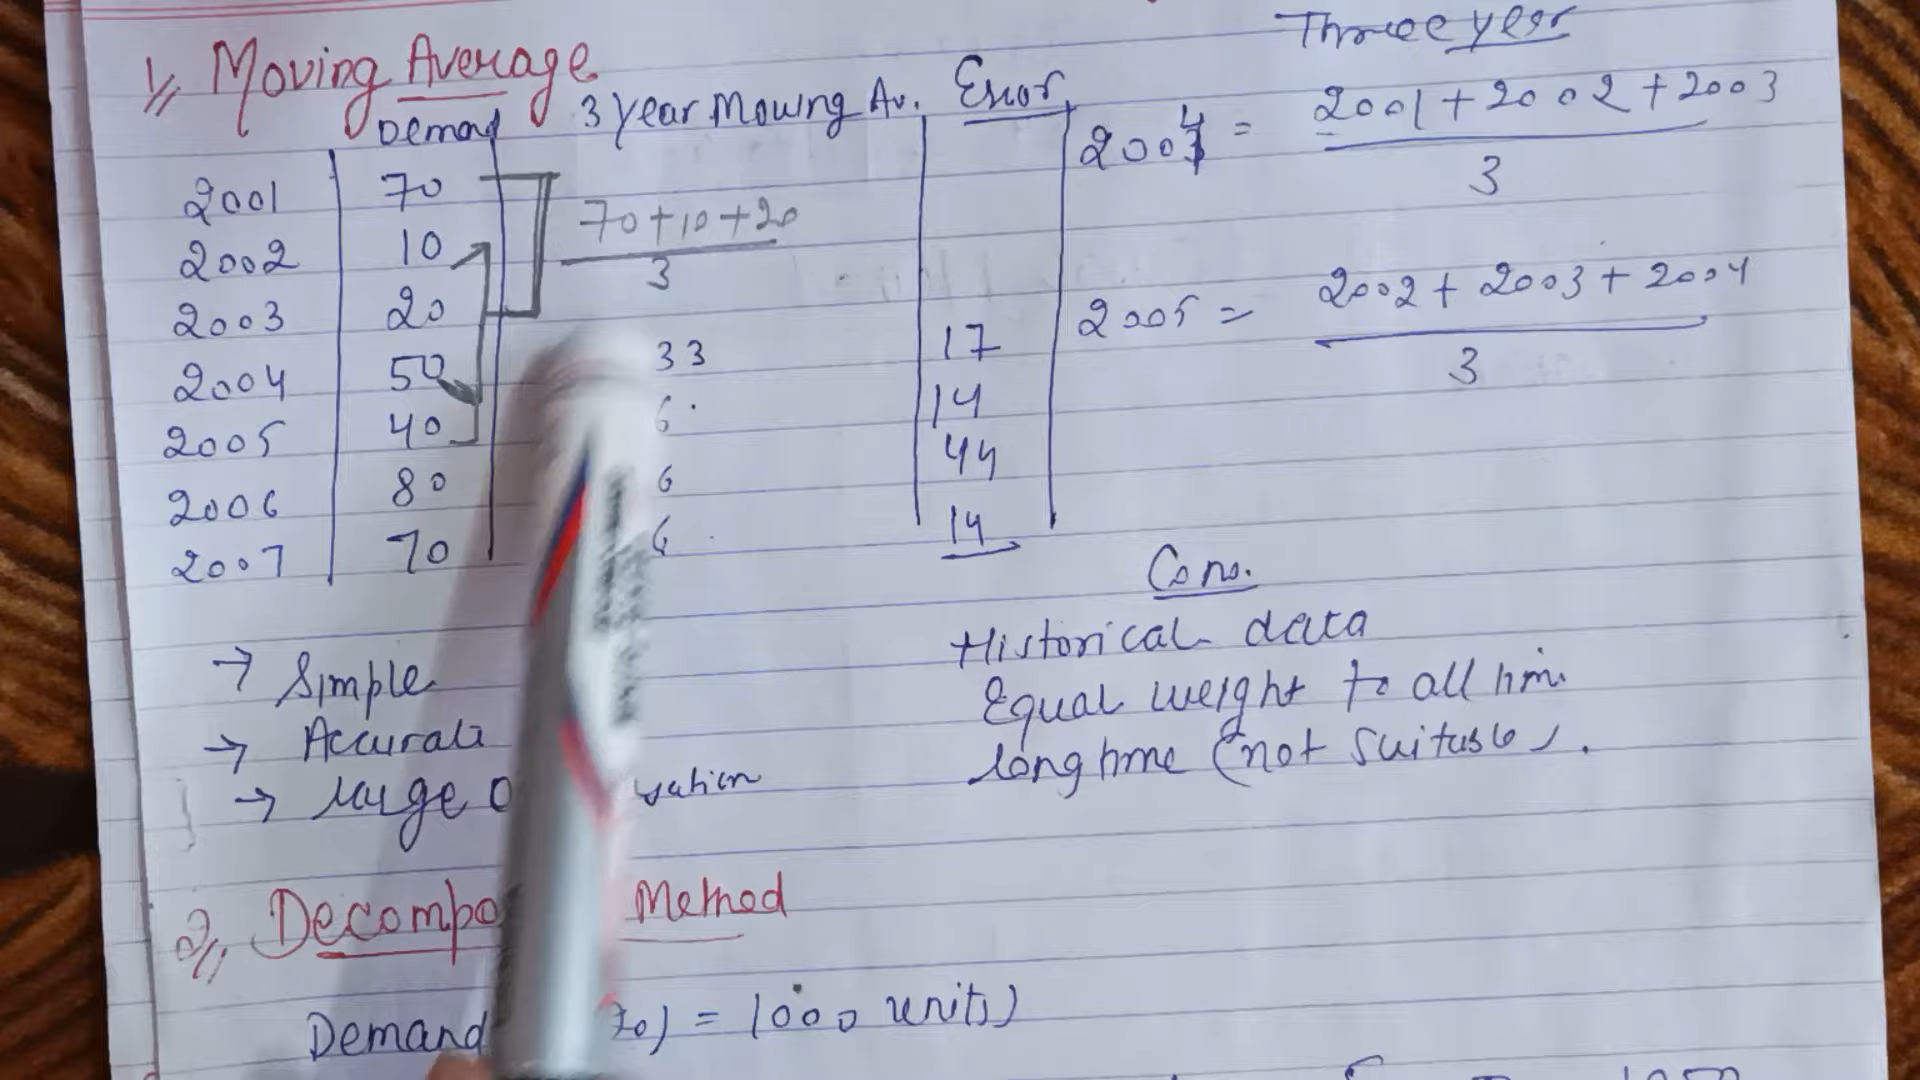 Three year
1// Moving Average
Demand 3 year Moving Av. Error
2004 = 2001 + 2002 + 2003
3
2001 70
70+10+20
3
2002 10
2003 20
2005 = 2002 + 2003 + 2004
3
2004 50 33 17
2005 40 6 14
2006 80 6 44
2007 70 6 14
Cons.
→ Simple
Historical data
→ Accurate
Equal weight to all
→ large
long time (not suitable).
2// Method
Demand = 1000 units)